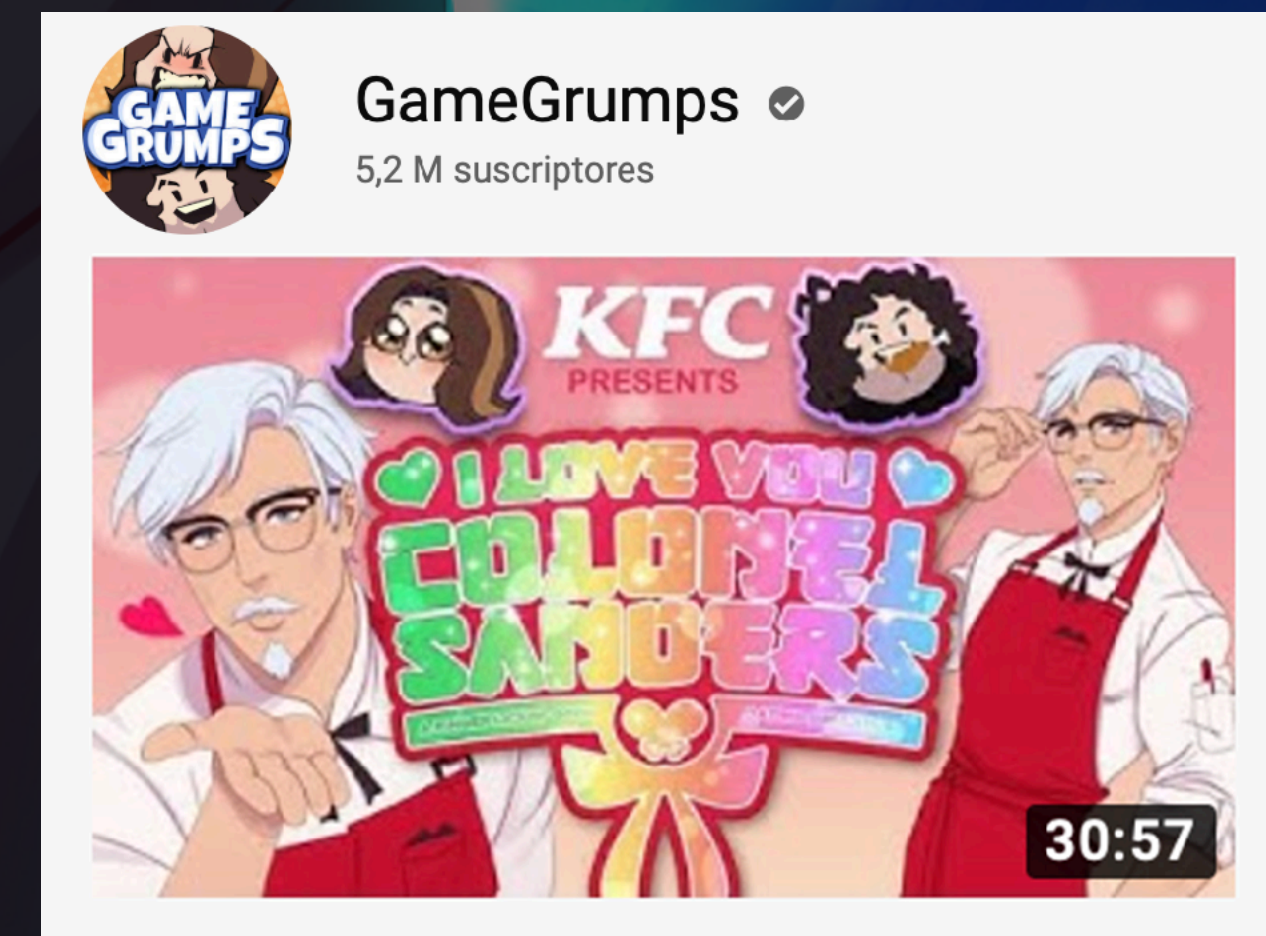 GAME
GRUMPS
GameGrumps
5,2 M suscriptores
KFC
PRESENTS
I LOVE YOU
COLONEL
SANDERS
30:57